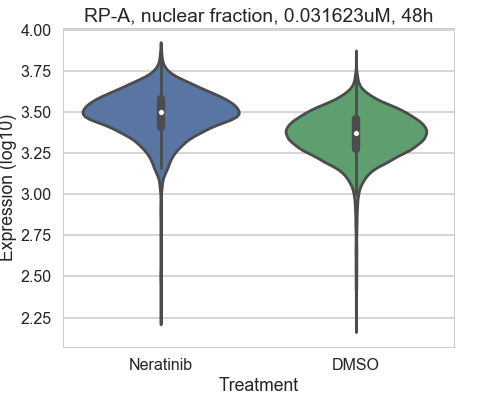 RP-A, nuclear fraction, 0.031623uM, 48h
4.00
3.75
3.50
3.25
3.00
2.75
2.50
2.25
Expression (log10)
Neratinib
DMSO
Treatment